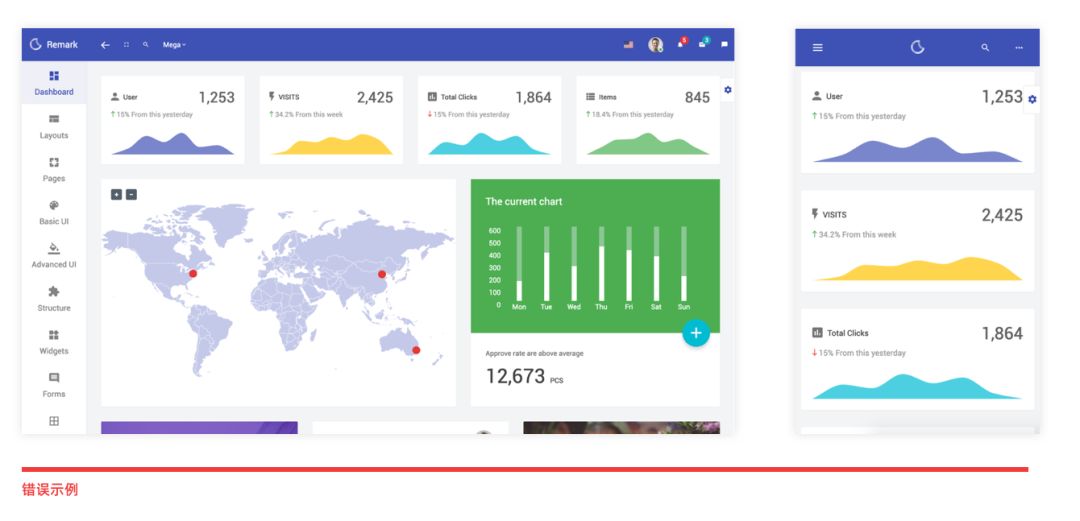 Remark
Mega
5
3
Dashboard
Layouts
Pages
Basic UI
Advanced UI
Structure
Widgets
Forms
User
1,253
↑15% From this yesterday
VISITS
2,425
↑34.2% From this week
Total Clicks
1,864
↓15% From this yesterday
Items
845
↑18.4% From this yesterday
+
-
The current chart
600
500
400
300
200
100
0
Mon Tue Wed Thu Fri Sat Sun
+
Approve rate are above average
12,673 PCS
User
1,253
↑15% From this yesterday
VISITS
2,425
↑34.2% From this week
Total Clicks
1,864
↓15% From this yesterday
错误示例